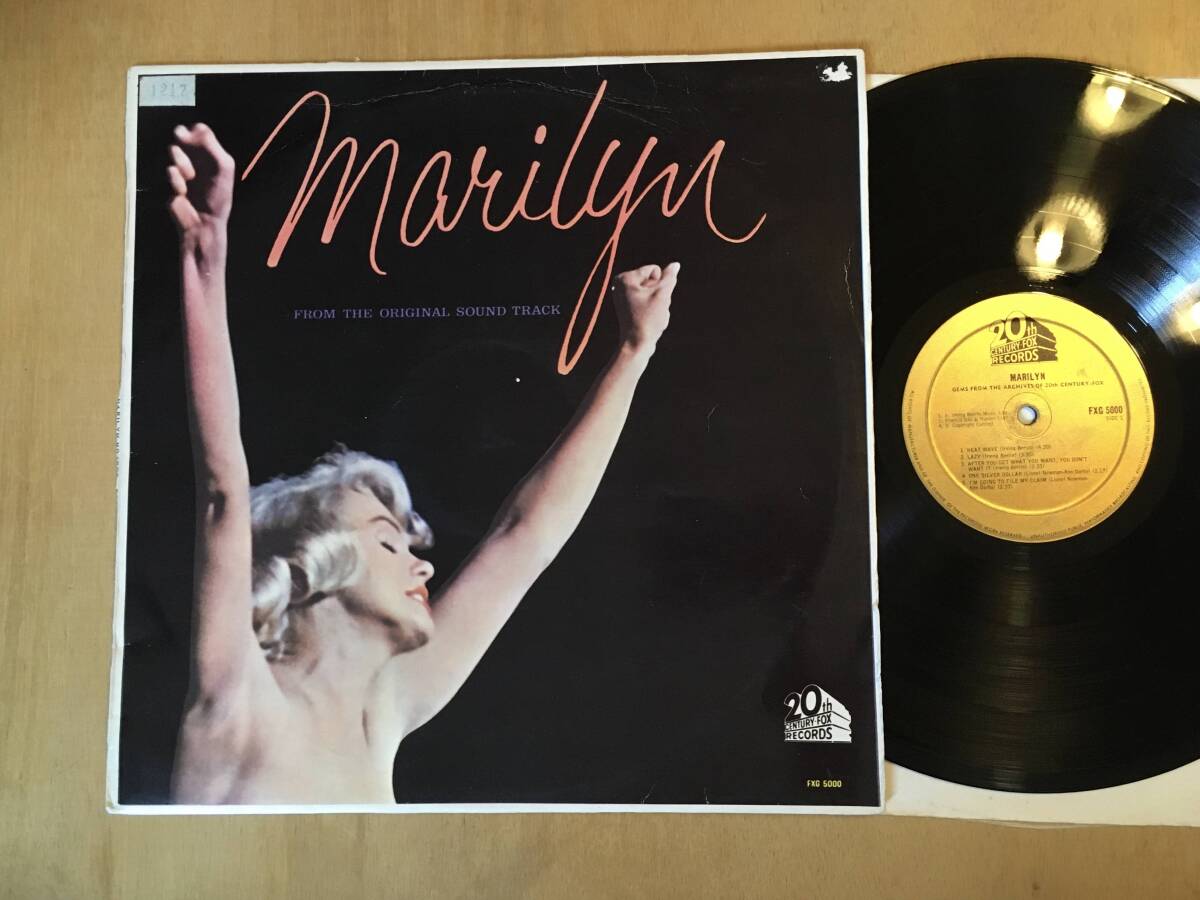 1217
Marilyn
FROM THE ORIGINAL SOUND TRACK
20th
CENTURY-FOX
RECORDS
FXG 5000
20th
CENTURY-FOX
RECORDS
MARILYN
GEMS FROM THE ARCHIVES OF 20th CENTURY-FOX
FXG 5000
1. HEAT WAVE (Irving Berlin)
2. LAZY (Irving Berlin)
3. AFTER YOU GET WHAT YOU WANT, YOU DON'T
WANT IT (Irving Berlin)
4. ONE SILVER DOLLAR (Lionel Newman-Ken Darby)
5. I'M GOING TO FILE MY CLAIM (Lionel Newman-
Ken Darby)